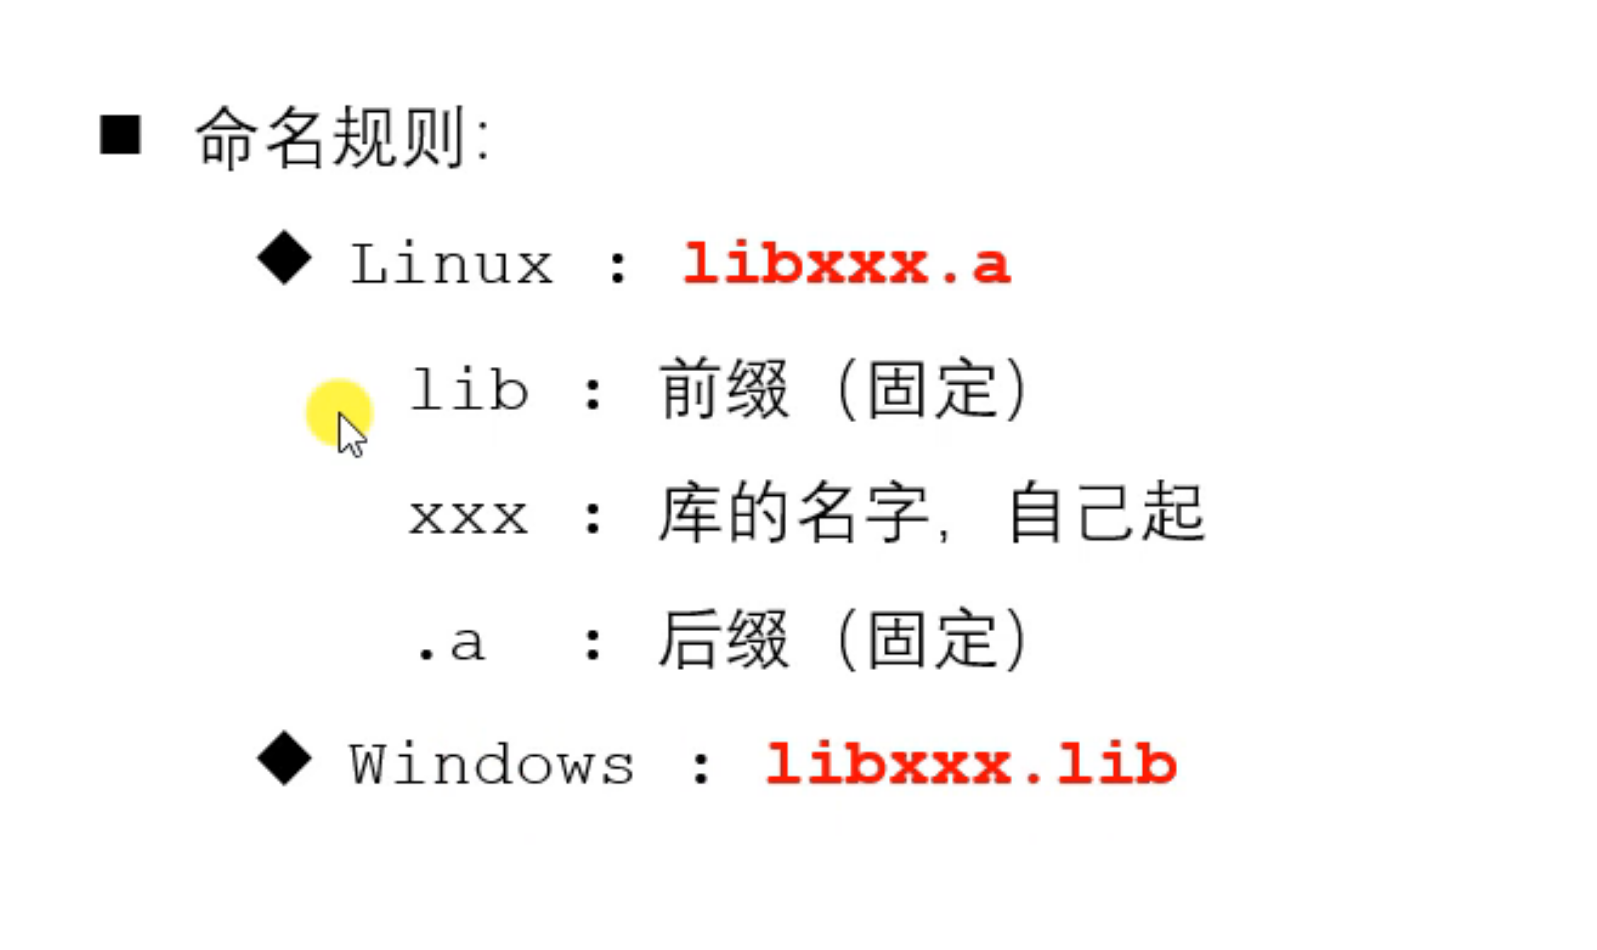 ■ 命名规则：
◆ Linux : libxxx.a
lib : 前缀（固定）
xxx : 库的名字，自己起
.a : 后缀（固定）
◆ Windows : libxxx.lib